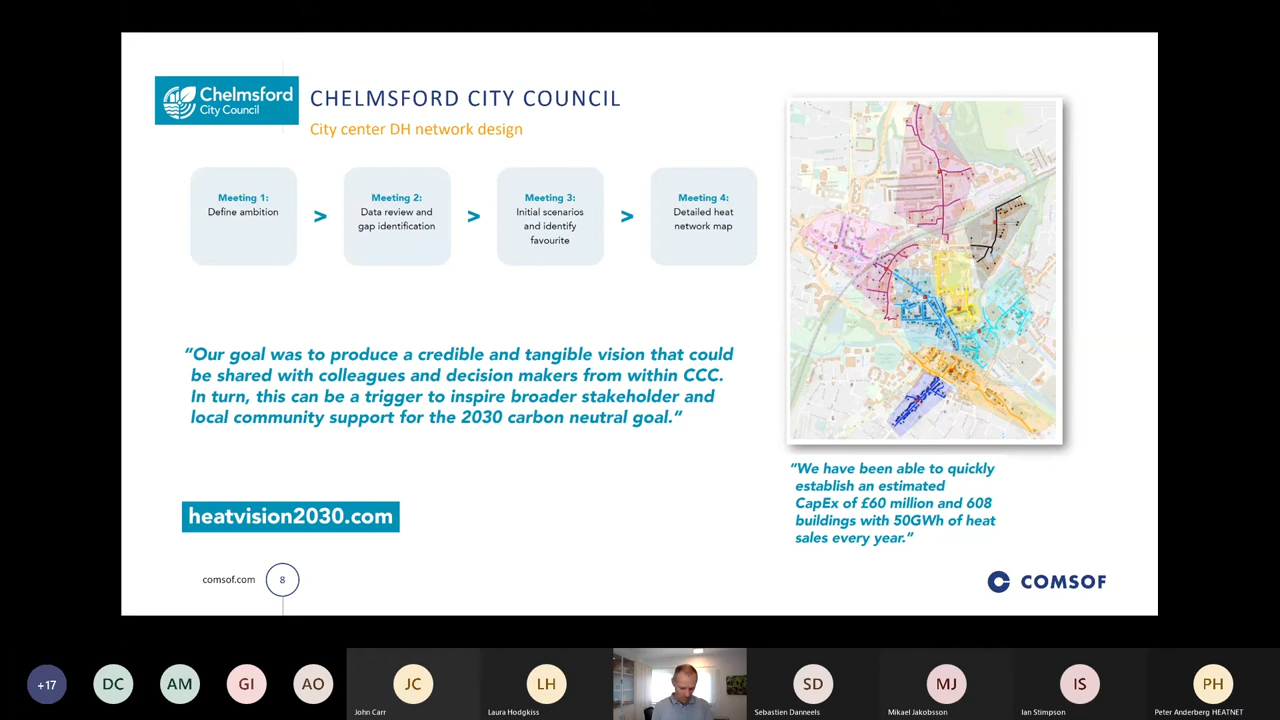 Chelmsford
City Council
CHELMSFORD CITY COUNCIL
City center DH network design
Meeting 1:
Define ambition
>
Meeting 2:
Data review and
gap identification
>
Meeting 3:
Initial scenarios
and identify
favourite
>
Meeting 4:
Detailed heat
network map
“Our goal was to produce a credible and tangible vision that could
be shared with colleagues and decision makers from within CCC.
In turn, this can be a trigger to inspire broader stakeholder and
local community support for the 2030 carbon neutral goal.“
“We have been able to quickly
establish an estimated
CapEx of £60 million and 608
buildings with 50GWh of heat
sales every year.”
heatvision2030.com
comsof.com
8
COMSOF
+17
DC
AM
GI
AO
JC
John Carr
LH
Laura Hodgkiss
SD
Sebastien Danneels
MJ
Mikael Jakobsson
IS
Ian Stimpson
PH
Peter Anderberg HEATNET